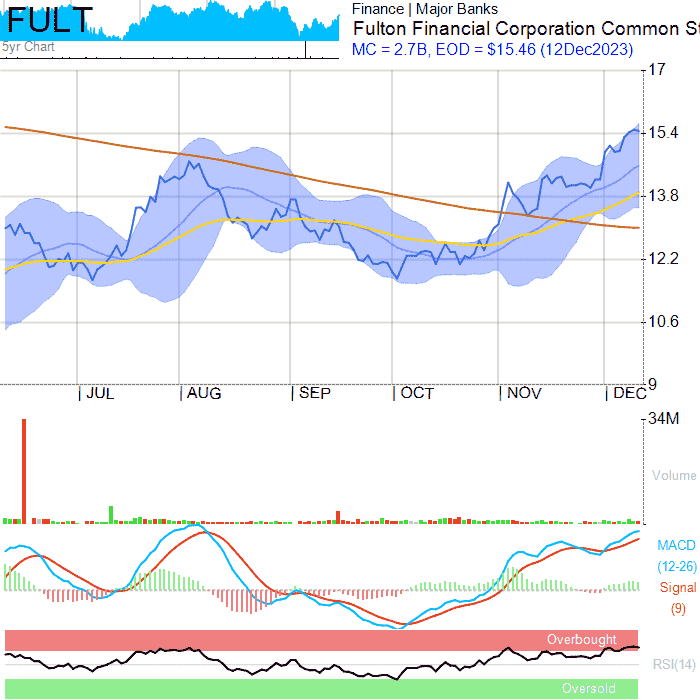 FULT
5yr Chart
Finance | Major Banks
Fulton Financial Corporation Common St
MC = 2.7B, EOD = $15.46 (12Dec2023)
17
15.4
13.8
12.2
10.6
9
JUL AUG SEP OCT NOV DEC
34M
Volume
MACD
(12-26)
Signal
(9)
Overbought
RSI(14)
Oversold